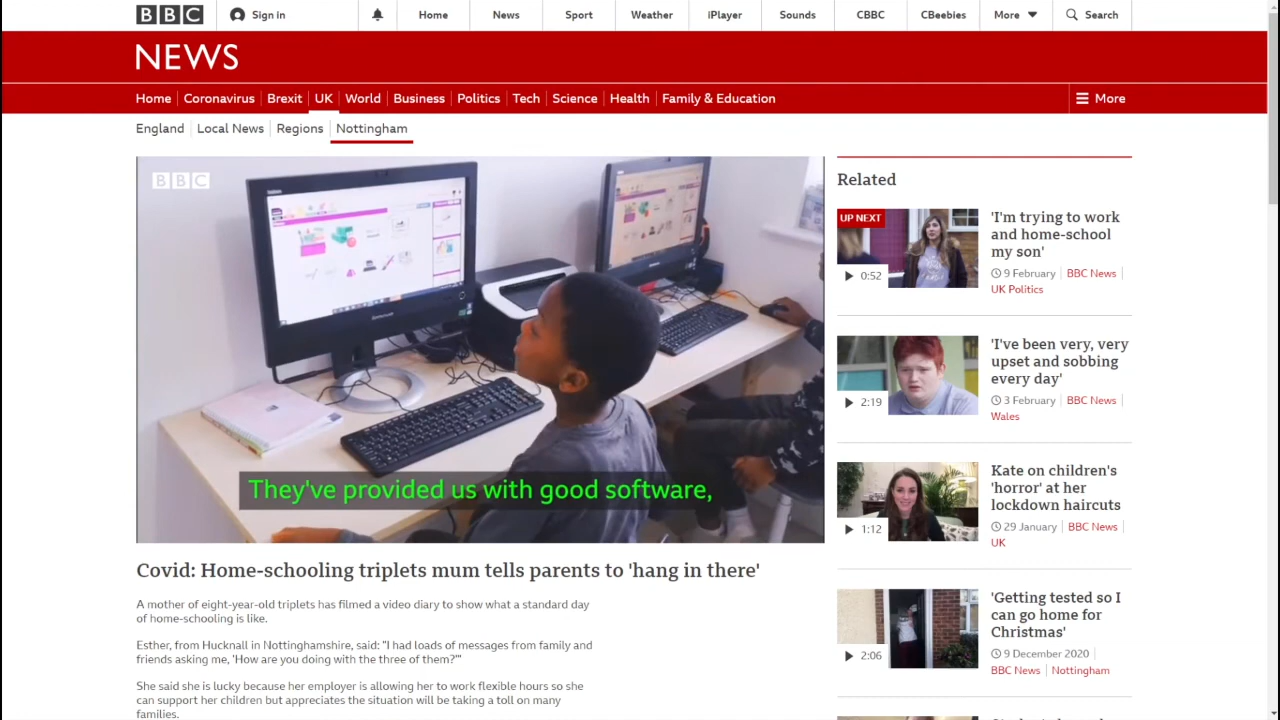 BBC
Sign in
Home
News
Sport
Weather
iPlayer
Sounds
CBBC
CBeebies
More
Search
NEWS
Home
Coronavirus
Brexit
UK
World
Business
Politics
Tech
Science
Health
Family & Education
More
England
Local News
Regions
Nottingham
BBC
They've provided us with good software,
Covid: Home-schooling triplets mum tells parents to 'hang in there'
A mother of eight-year-old triplets has filmed a video diary to show what a standard day
of home-schooling is like.
Esther, from Hucknall in Nottinghamshire, said: "I had loads of messages from family and
friends asking me, 'How are you doing with the three of them?'"
She said she is lucky because her employer is allowing her to work flexible hours so she
can support her children but appreciates the situation will be taking a toll on many
families.
Related
UP NEXT
0:52
'I'm trying to work
and home-school
my son'
9 February
BBC News
UK Politics
2:19
'I've been very, very
upset and sobbing
every day'
3 February
BBC News
Wales
1:12
Kate on children's
'horror' at her
lockdown haircuts
29 January
BBC News
UK
2:06
'Getting tested so I
can go home for
Christmas'
9 December 2020
BBC News
Nottingham